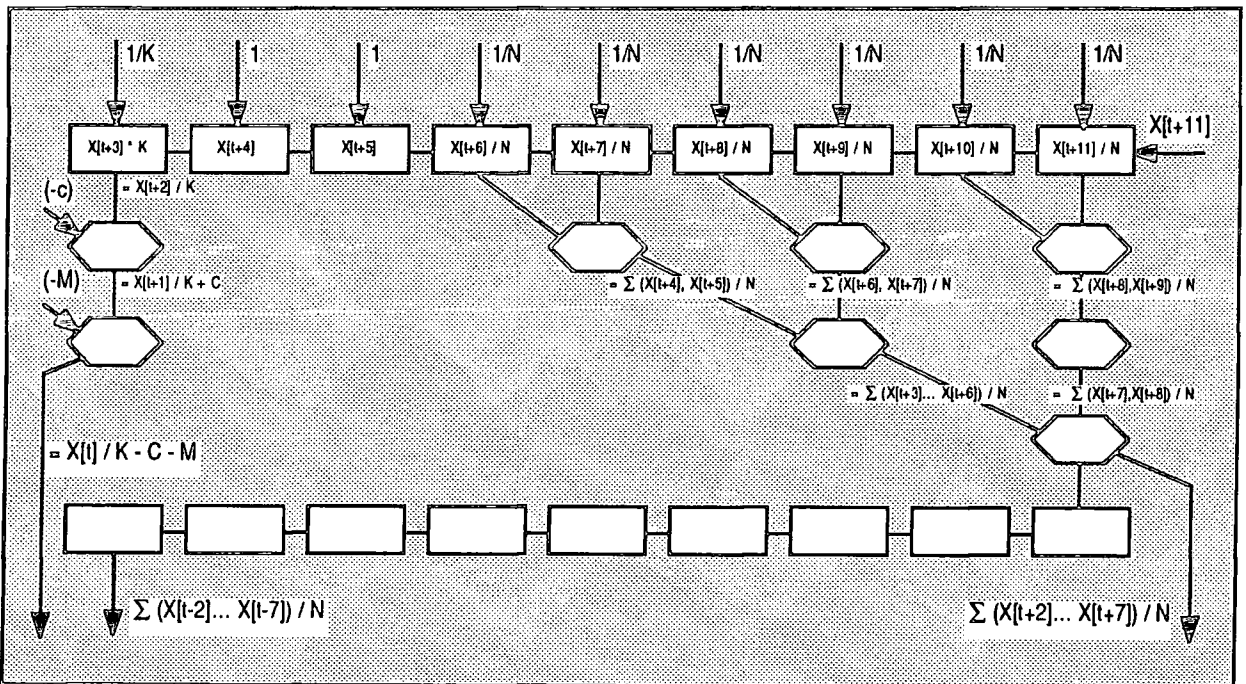 1/K 1 1 1/N 1/N 1/N 1/N 1/N 1/N
X[t+11]
X[t+3] * K X[t+4] X[t+5] X[t+6] / N X[t+7] / N X[t+8] / N X[t+9] / N X[t+10] / N X[t+11] / N
(-c) = X[t+2] / K
(-M) = X[t+1] / K + C = ∑ (X[t+4], X[t+5]) / N = ∑ (X[t+6], X[t+7]) / N = ∑ (X[t+8],X[t+9]) / N
= ∑ (X[t+3]... X[t+6]) / N = ∑ (X[t+7],X[t+8]) / N
= X[t] / K - C - M
∑ (X[t-2]... X[t-7]) / N ∑ (X[t+2]... X[t+7]) / N